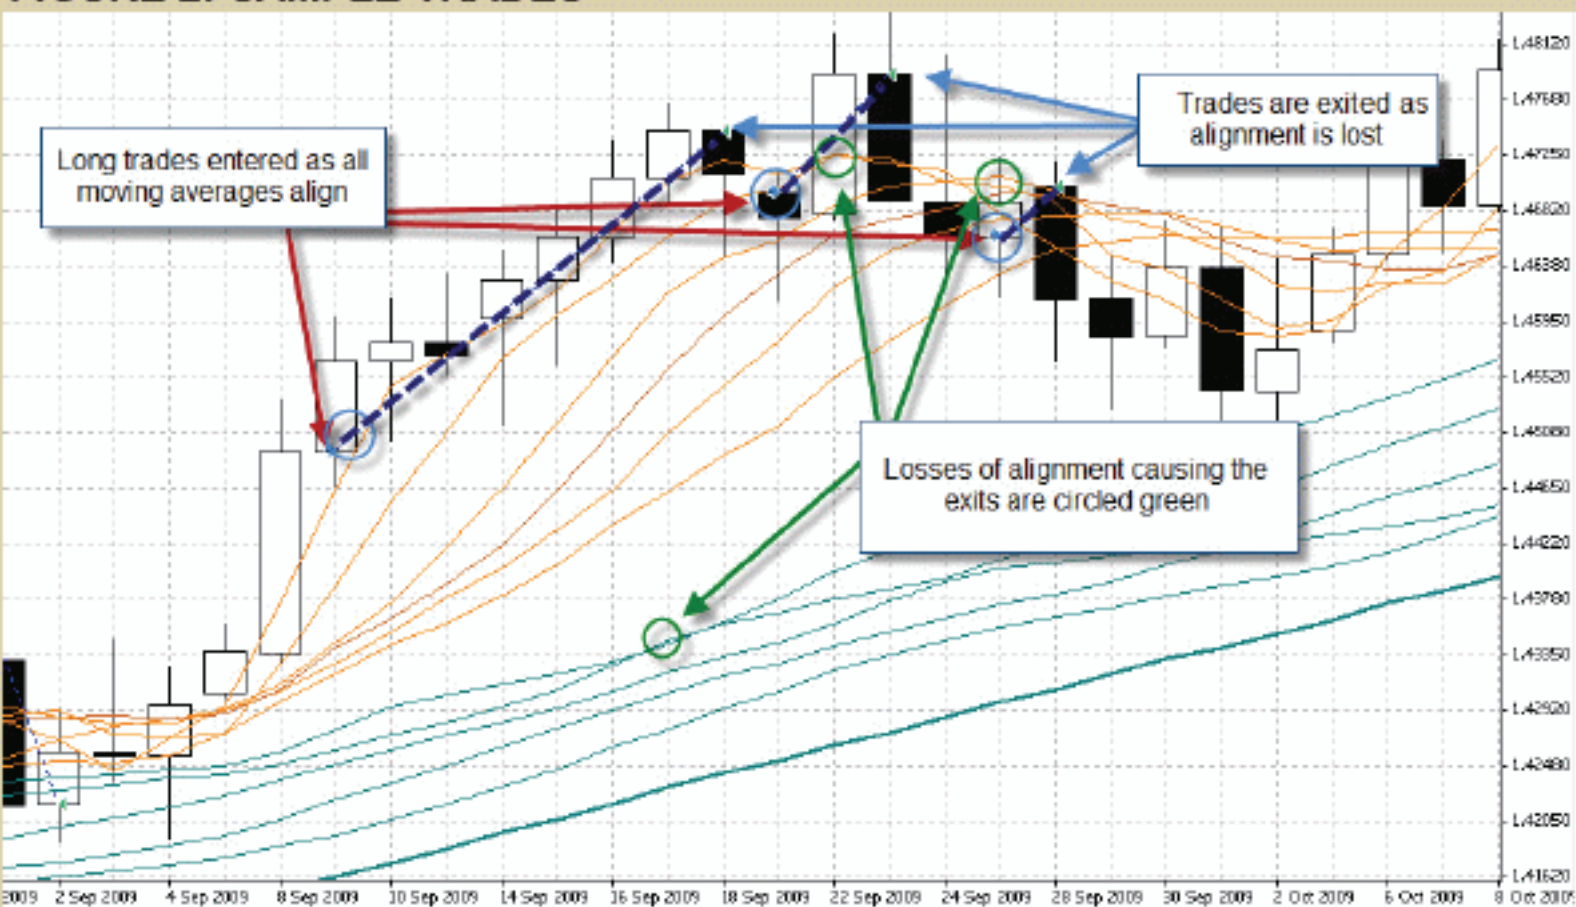 Trades are exited as
alignment is lost
Long trades entered as all
moving averages align
Losses of alignment causing the
exits are circled green
1.48120
1.47680
1.47250
1.46820
1.46380
1.45950
1.45520
1.45080
1.44650
1.44220
1.43780
1.43350
1.42920
1.42480
1.42050
1.41620
2009 2 Sep 2009 4 Sep 2009 8 Sep 2009 10 Sep 2009 14 Sep 2009 16 Sep 2009 18 Sep 2009 22 Sep 2009 24 Sep 2009 28 Sep 2009 30 Sep 2009 2 Oct 2009 6 Oct 2009 8 Oct 2009